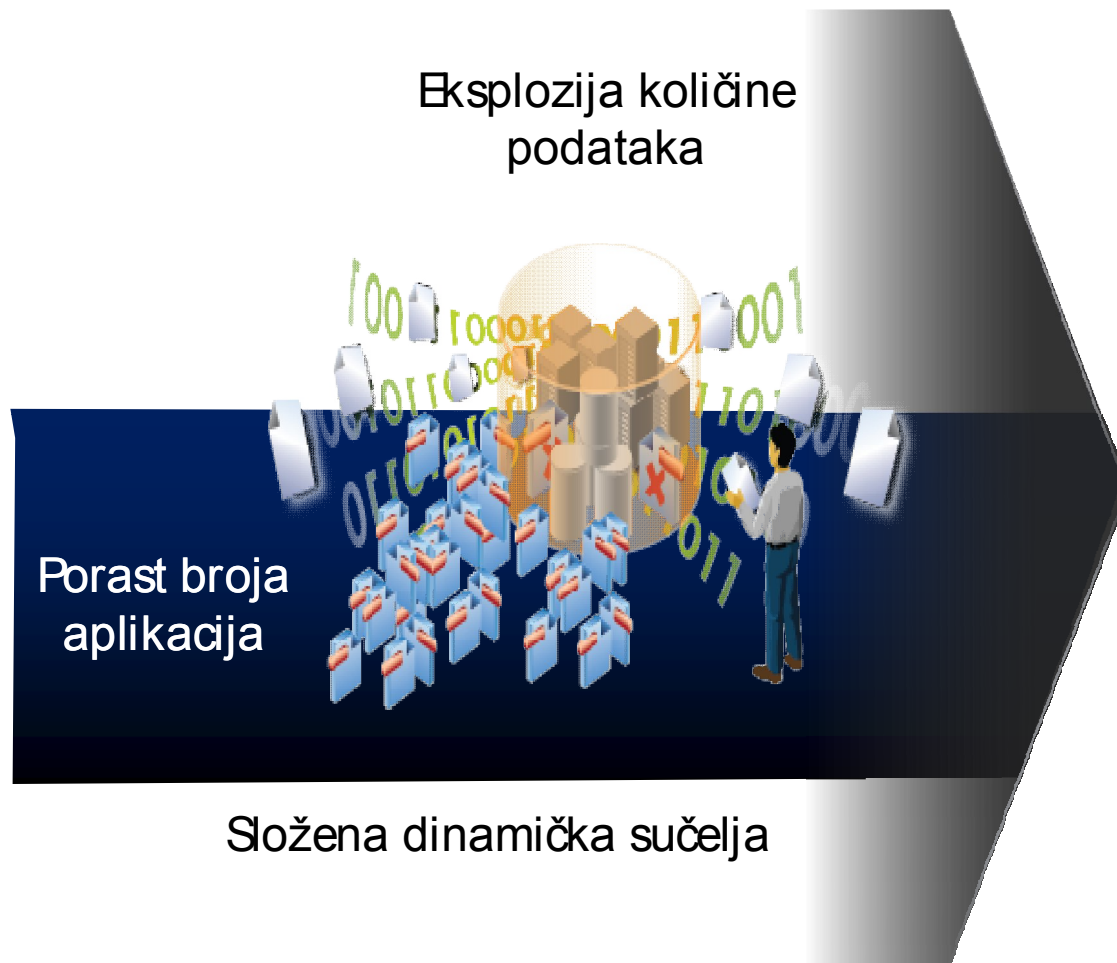 Eksplozija količine
podataka
Porast broja
aplikacija
Složena dinamička sučelja